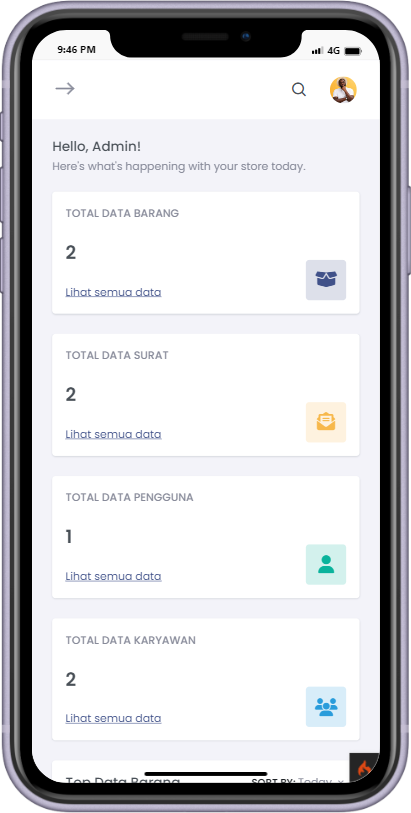 9:46 PM
4G
Hello, Admin!
Here's what's happening with your store today.
TOTAL DATA BARANG
2
Lihat semua data
TOTAL DATA SURAT
2
Lihat semua data
TOTAL DATA PENGGUNA
1
Lihat semua data
TOTAL DATA KARYAWAN
2
Lihat semua data
Top Data Barang
SORT BY: Today